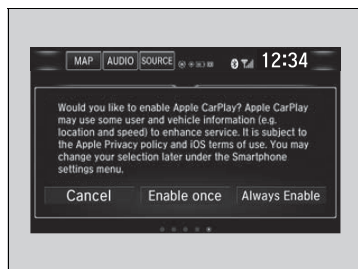 MAP AUDIO SOURCE 12:34
Would you like to enable Apple CarPlay? Apple CarPlay
may use some user and vehicle information (e.g.
location and speed) to enhance service. It is subject to
the Apple Privacy policy and iOS terms of use. You may
change your selection later under the Smartphone
settings menu.
Cancel Enable once Always Enable